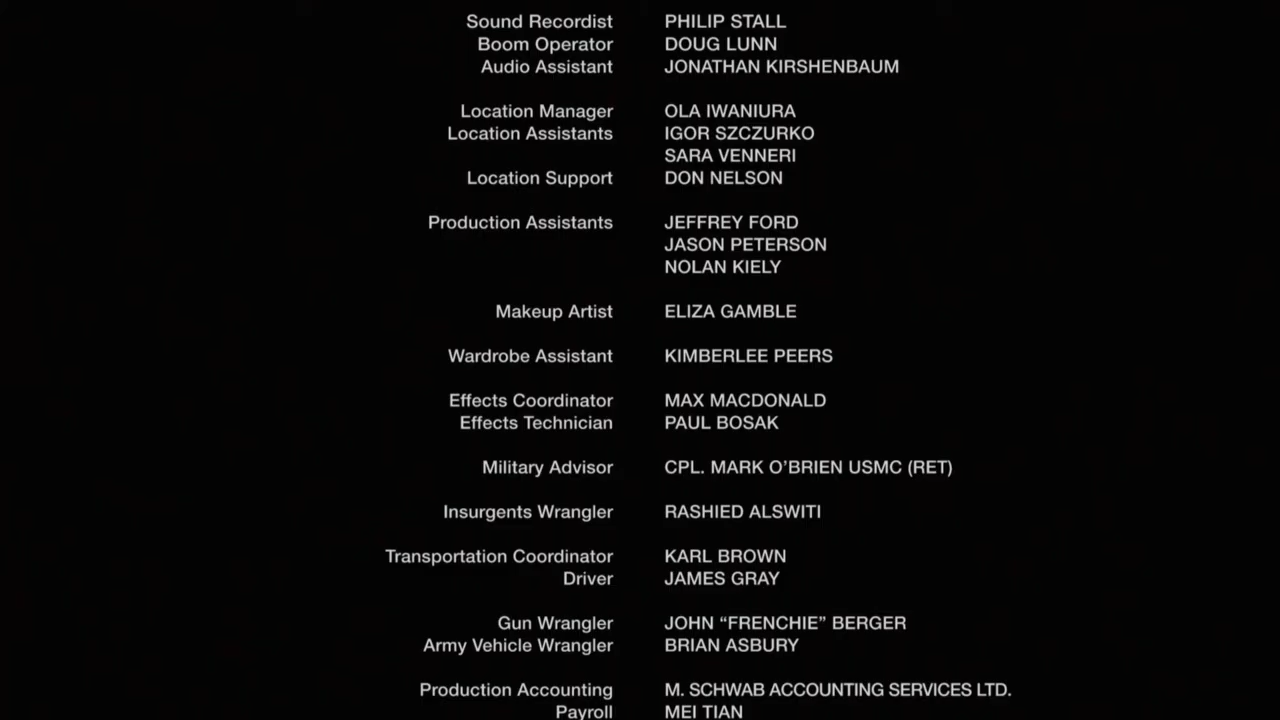 Sound Recordist PHILIP STALL
Boom Operator DOUG LUNN
Audio Assistant JONATHAN KIRSHENBAUM
Location Manager OLA IWANIURA
Location Assistants IGOR SZCZURKO
SARA VENNERI
Location Support DON NELSON
Production Assistants JEFFREY FORD
JASON PETERSON
NOLAN KIELY
Makeup Artist ELIZA GAMBLE
Wardrobe Assistant KIMBERLEE PEERS
Effects Coordinator MAX MACDONALD
Effects Technician PAUL BOSAK
Military Advisor CPL. MARK O’BRIEN USMC (RET)
Insurgents Wrangler RASHIED ALSWITI
Transportation Coordinator KARL BROWN
Driver JAMES GRAY
Gun Wrangler JOHN “FRENCHIE” BERGER
Army Vehicle Wrangler BRIAN ASBURY
Production Accounting M. SCHWAB ACCOUNTING SERVICES LTD.
Payroll MEI TIAN